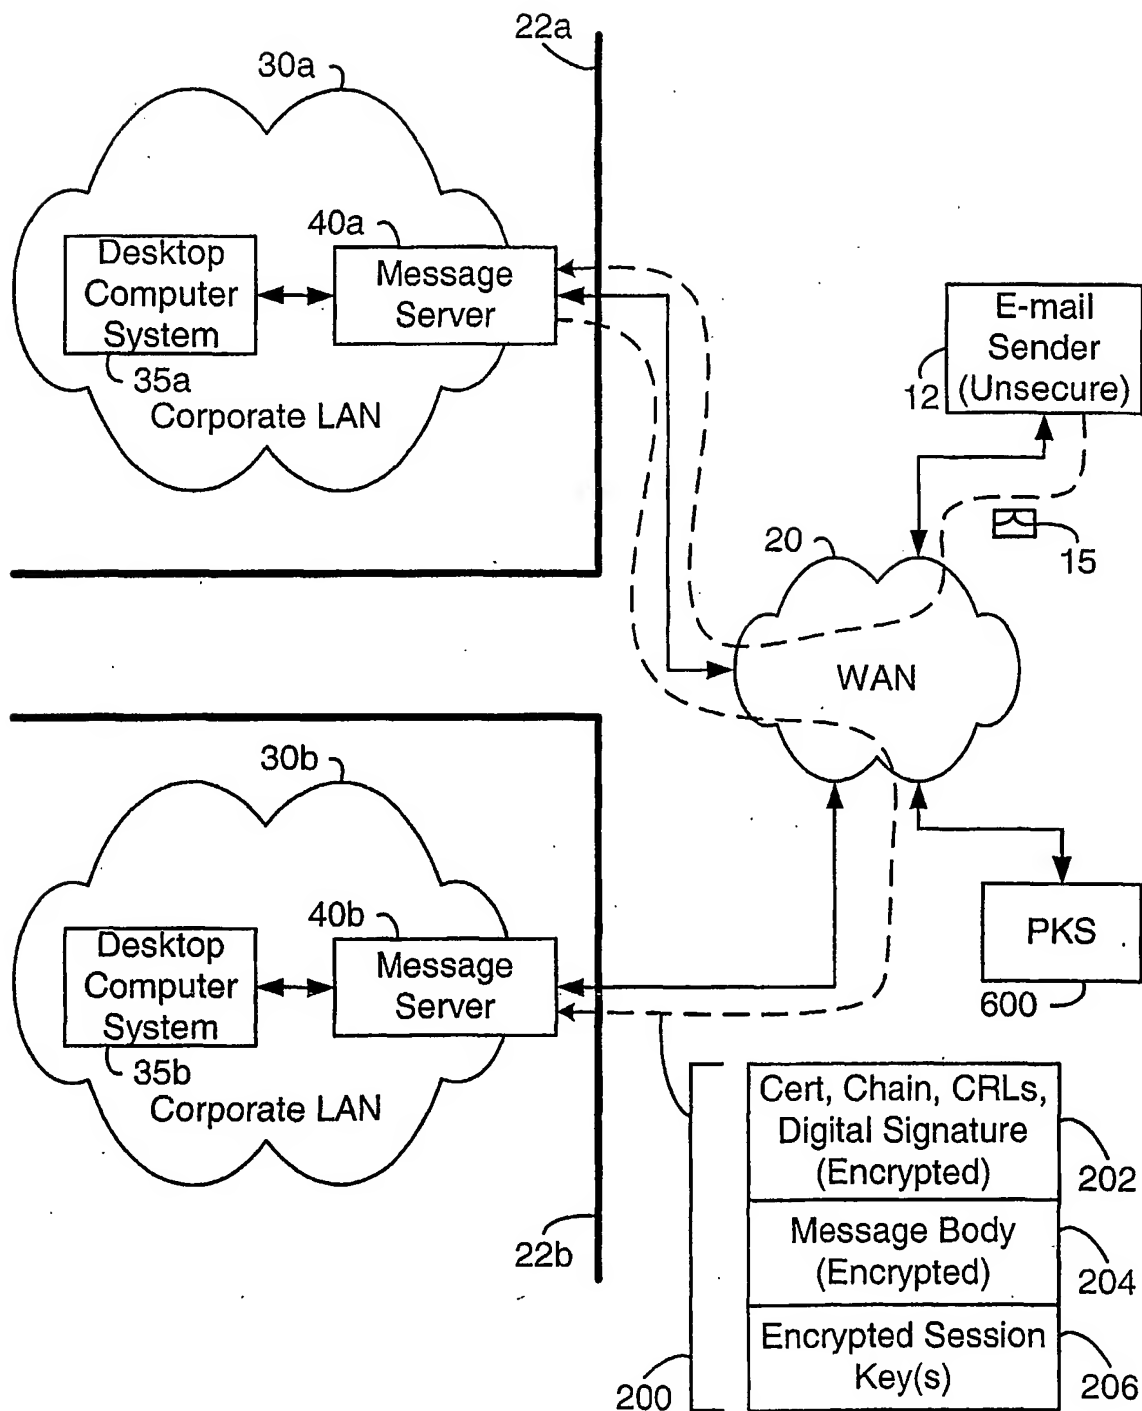 22a
30a
40a
Desktop
Computer
System
Message
Server
35a
Corporate LAN
E-mail
Sender
(Unsecure)
12
15
20
WAN
30b
40b
Desktop
Computer
System
Message
Server
35b
Corporate LAN
PKS
600
22b
Cert, Chain, CRLs,
Digital Signature
(Encrypted)
202
Message Body
(Encrypted)
204
Encrypted Session
Key(s)
206
200